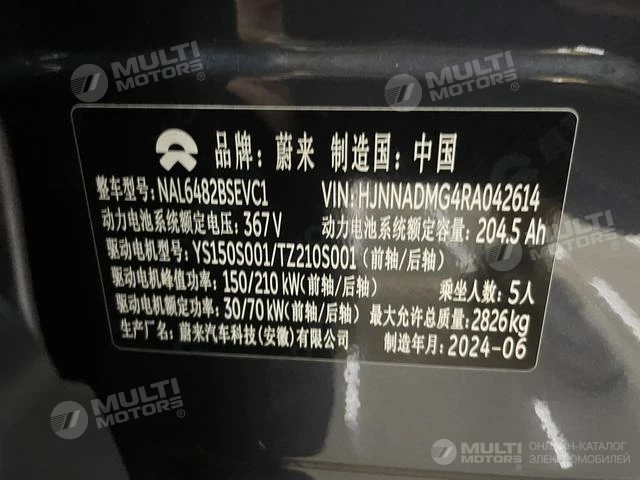 MULTI MOTORS
MULTI MOTORS
品牌: 蔚来 制造国: 中国
整车型号: NAL6482BSEVC1 VIN: HJNNADMG4RA042614
动力电池系统额定电压: 367V 动力电池系统额定容量: 204.5 Ah
驱动电机型号: YS150S001/TZ210S001 (前轴/后轴)
驱动电机峰值功率: 150/210 kW(前轴/后轴) 乘坐人数: 5人
驱动电机额定功率: 30/70 kW(前轴/后轴) 最大允许总质量: 2826kg
生产厂名: 蔚来汽车科技(安徽)有限公司 制造年月: 2024-06
MULTI MOTORS
MULTI MOTORS
MULTI MOTORS ОНЛАЙН-КАТАЛОГ ЭЛЕКТРОМОБИЛЕЙ